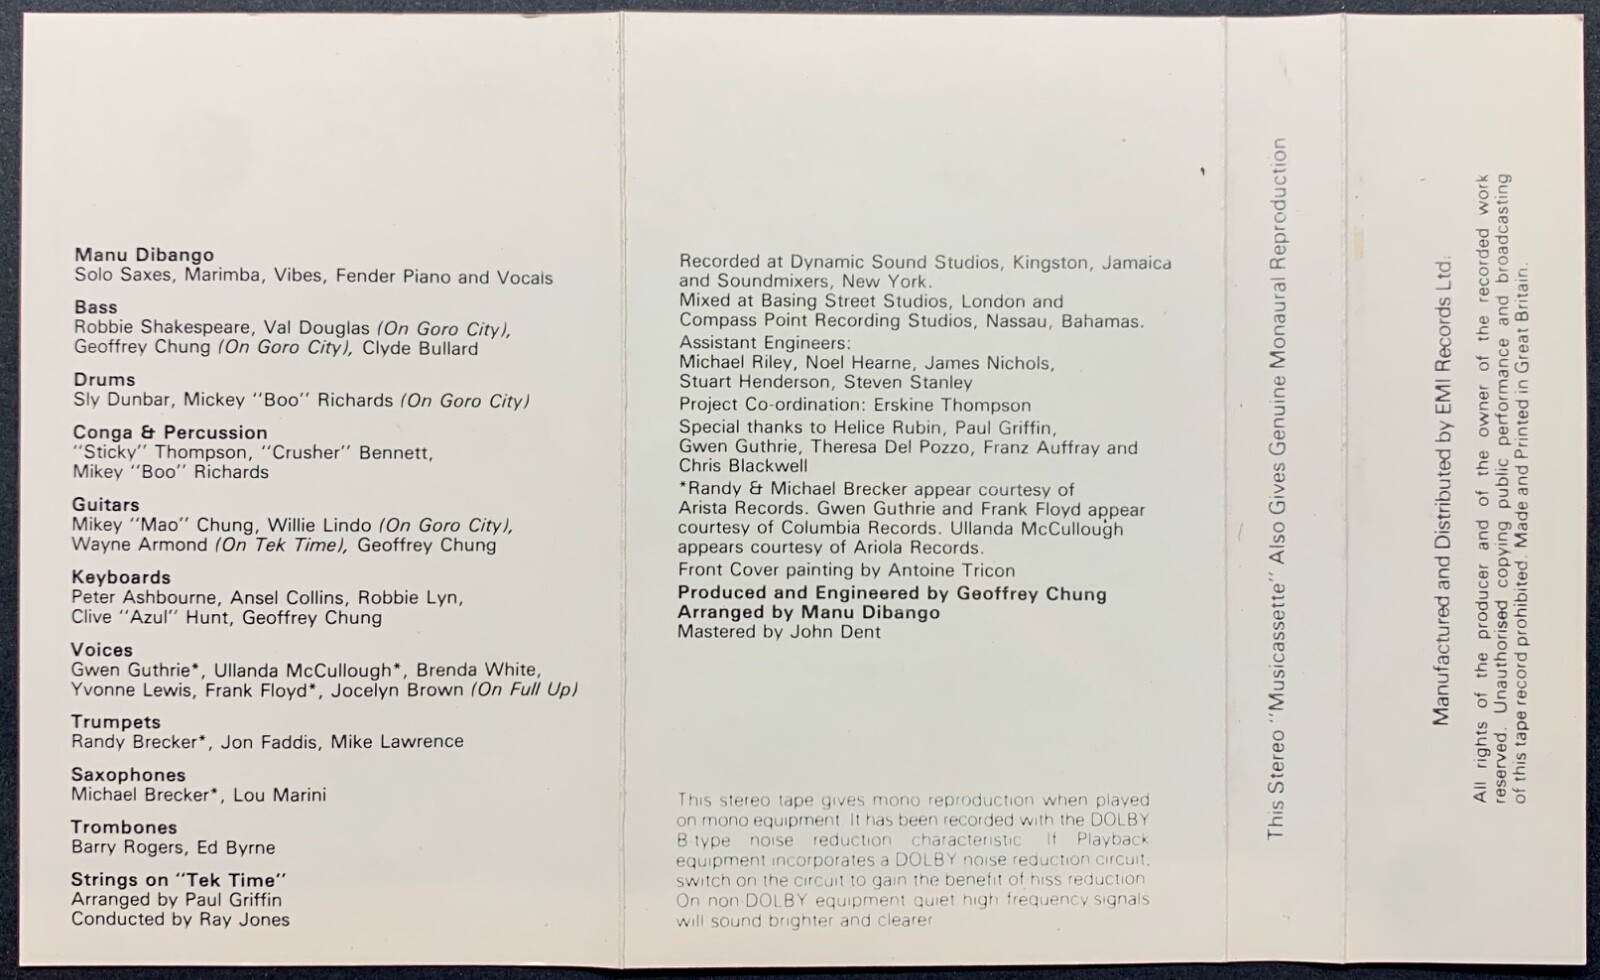 Manu Dibango
Solo Saxes, Marimba, Vibes, Fender Piano and Vocals
Bass
Robbie Shakespeare, Val Douglas (On Goro City),
Geoffrey Chung (On Goro City), Clyde Bullard
Drums
Sly Dunbar, Mickey "Boo" Richards (On Goro City)
Conga & Percussion
"Sticky" Thompson, "Crusher" Bennett,
Mikey "Boo" Richards
Guitars
Mikey "Mao" Chung, Willie Lindo (On Goro City),
Wayne Armond (On Tek Time), Geoffrey Chung
Keyboards
Peter Ashbourne, Ansel Collins, Robbie Lyn,
Clive "Azul" Hunt, Geoffrey Chung
Voices
Gwen Guthrie*, Ullanda McCullough*, Brenda White,
Yvonne Lewis, Frank Floyd*, Jocelyn Brown (On Full Up)
Trumpets
Randy Brecker*, Jon Faddis, Mike Lawrence
Saxophones
Michael Brecker*, Lou Marini
Trombones
Barry Rogers, Ed Byrne
Strings on "Tek Time"
Arranged by Paul Griffin
Conducted by Ray Jones
Recorded at Dynamic Sound Studios, Kingston, Jamaica
and Soundmixers, New York.
Mixed at Basing Street Studios, London and
Compass Point Recording Studios, Nassau, Bahamas.
Assistant Engineers:
Michael Riley, Noel Hearne, James Nichols,
Stuart Henderson, Steven Stanley
Project Co-ordination: Erskine Thompson
Special thanks to Helice Rubin, Paul Griffin,
Gwen Guthrie, Theresa Del Pozzo, Franz Auffray and
Chris Blackwell
*Randy & Michael Brecker appear courtesy of
Arista Records. Gwen Guthrie and Frank Floyd appear
courtesy of Columbia Records. Ullanda McCullough
appears courtesy of Ariola Records.
Front Cover painting by Antoine Tricon
Produced and Engineered by Geoffrey Chung
Arranged by Manu Dibango
Mastered by John Dent
This stereo tape gives mono reproduction when played
on mono equipment It has been recorded with the DOLBY
B type noise reduction characteristic If Playback
equipment incorporates a DOLBY noise reduction circuit,
switch on the circuit to gain the benefit of hiss reduction
On non-DOLBY equipment quiet high frequency signals
will sound brighter and clearer
This Stereo "Musicassette" Also Gives Genuine Monaural Reproduction
Manufactured and Distributed by EMI Records Ltd.
All rights of the producer and of the owner of the recorded work
reserved. Unauthorised copying public performance and broadcasting
of this tape record prohibited. Made and Printed in Great Britain.